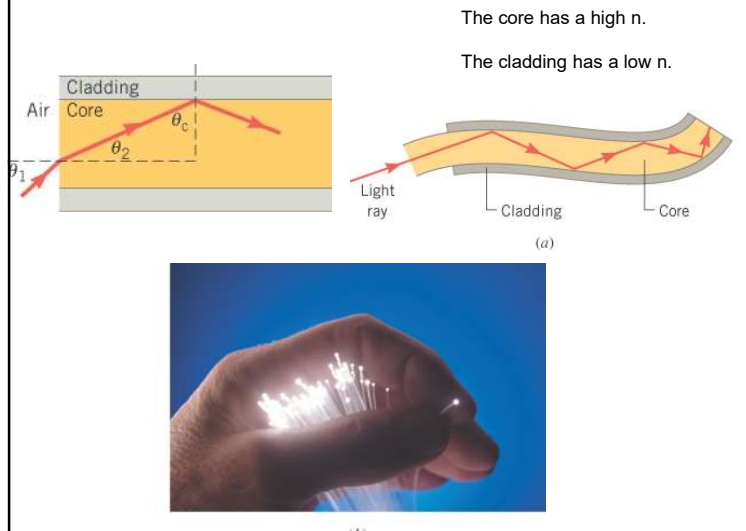 The core has a high n.
The cladding has a low n.
Cladding
Air
Core
θc
θ2
θ1
Light
ray
Cladding
Core
(a)